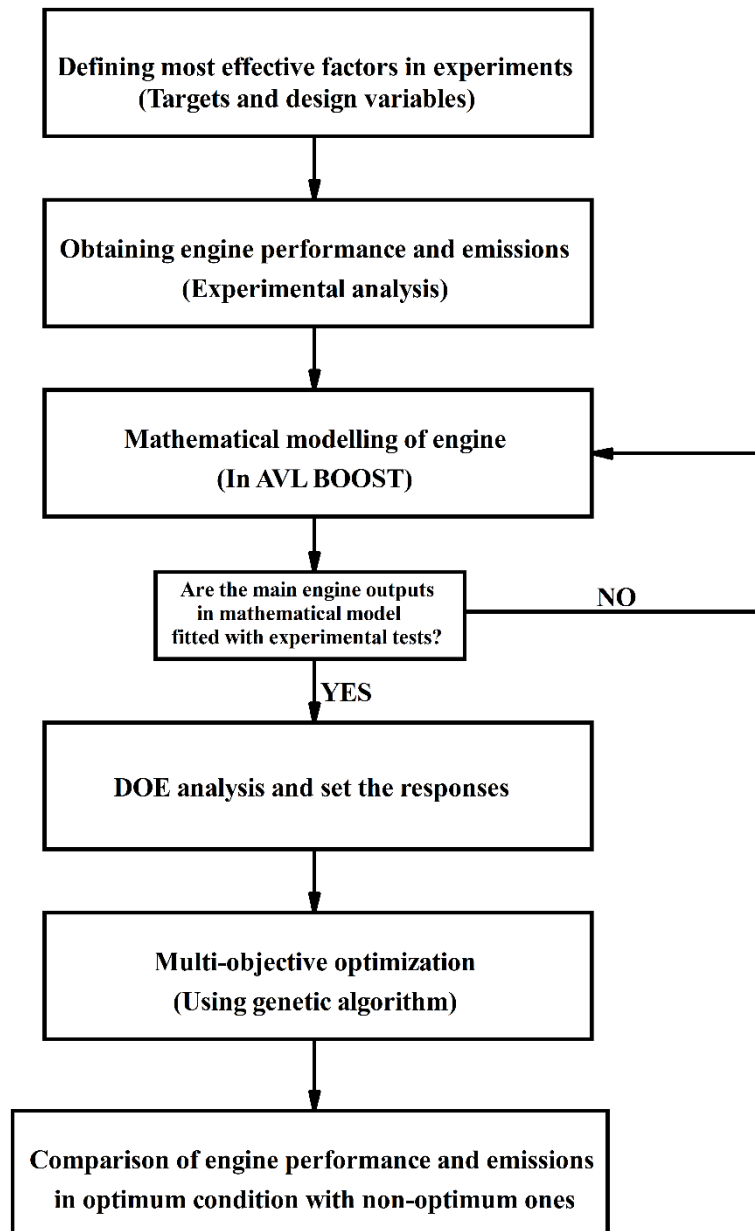 Defining most effective factors in experiments
(Targets and design variables)
Obtaining engine performance and emissions
(Experimental analysis)
Mathematical modelling of engine
(In AVL BOOST)
Are the main engine outputs
in mathematical model
fitted with experimental tests?
NO
YES
DOE analysis and set the responses
Multi-objective optimization
(Using genetic algorithm)
Comparison of engine performance and emissions
in optimum condition with non-optimum ones